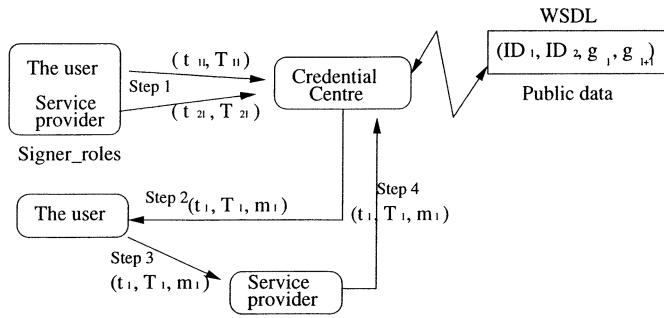 WSDL
(ID 1, ID 2, g 1, g 1+1)
Public data
The user
Service
provider
Signer_roles
(t 11, T 11)
Step 1
(t 21, T 21)
Credential
Centre
Step 2
(t 1, T 1, m 1)
Step 4
(t 1, T 1, m 1)
The user
Step 3
(t 1, T 1, m 1)
Service
provider